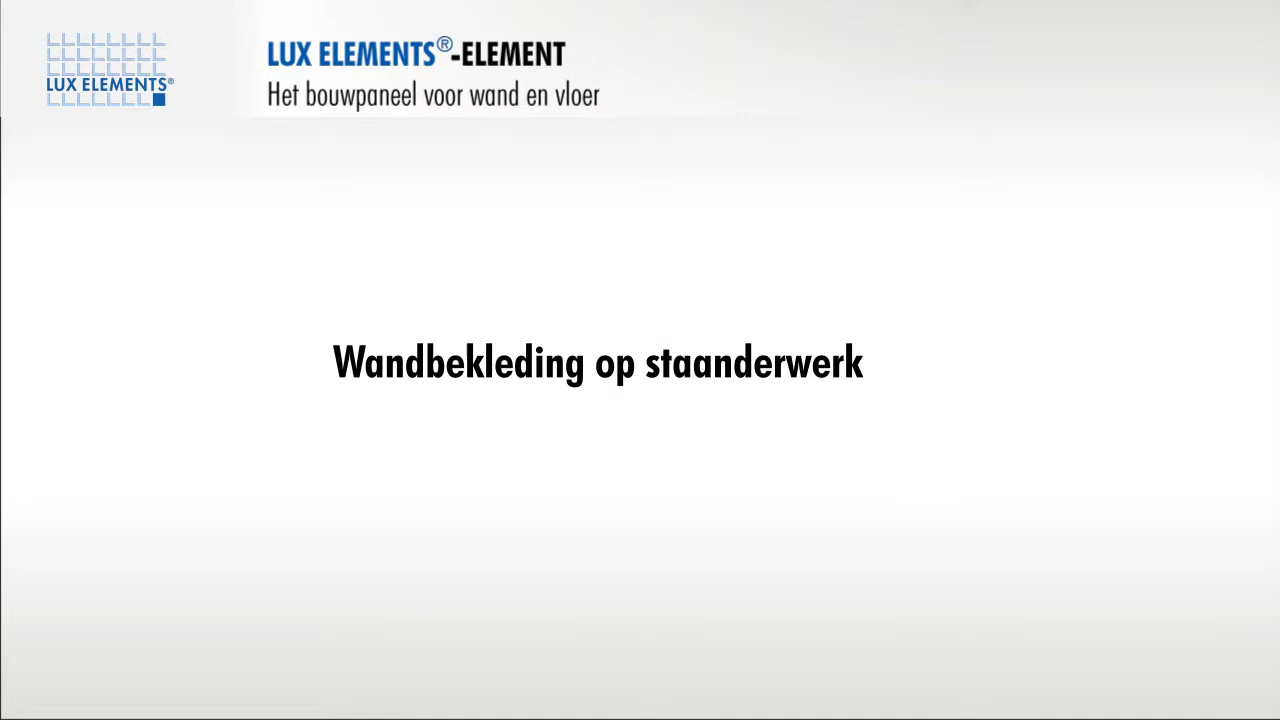 LUX ELEMENTS®
LUX ELEMENTS®-ELEMENT
Het bouwpaneel voor wand en vloer
Wandbekleding op staanderwerk